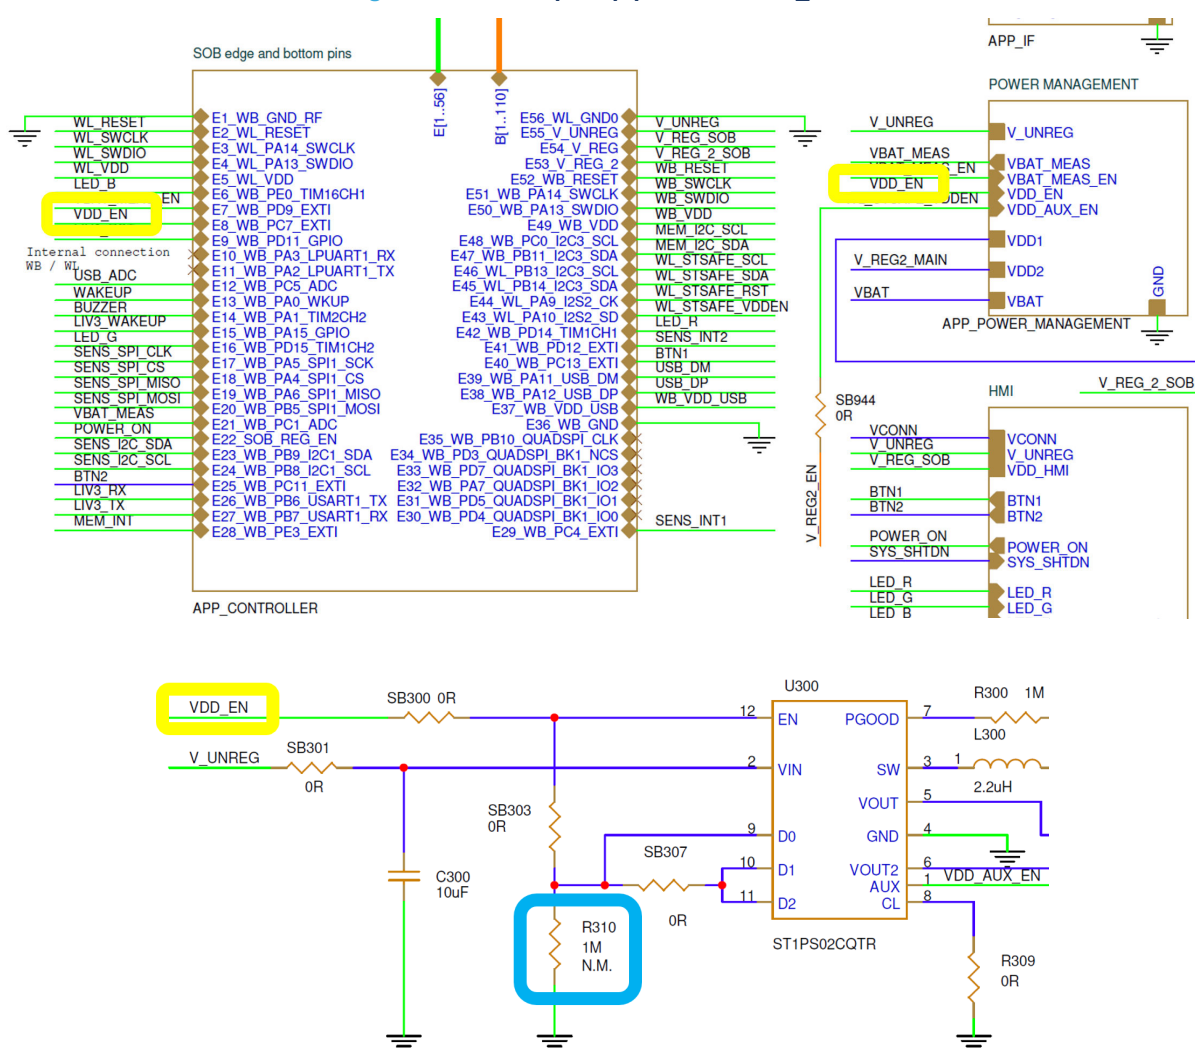 SOB edge and bottom pins
E[1..56]
B[1..110]
WL_RESET
WL_SWCLK
WL_SWDIO
WL_VDD
LED_B
EN
VDD_EN
Internal connection
WB / WL
USB_ADC
WAKEUP
BUZZER
LIV3_WAKEUP
LED_G
SENS_SPI_CLK
SENS_SPI_CS
SENS_SPI_MISO
SENS_SPI_MOSI
VBAT_MEAS
POWER_ON
SENS_I2C_SDA
SENS_I2C_SCL
BTN2
LIV3_RX
LIV3_TX
MEM_INT
E1_WB_GND_RF
E2_WL_RESET
E3_WL_PA14_SWCLK
E4_WL_PA13_SWDIO
E5_WL_VDD
E6_WB_PE0_TIM16CH1
E7_WB_PD9_EXTI
E8_WB_PC7_EXTI
E9_WB_PD11_GPIO
E10_WB_PA3_LPUART1_RX
E11_WB_PA2_LPUART1_TX
E12_WB_PC5_ADC
E13_WB_PA0_WKUP
E14_WB_PA1_TIM2CH2
E15_WB_PA15_GPIO
E16_WB_PD15_TIM1CH2
E17_WB_PA5_SPI1_SCK
E18_WB_PA4_SPI1_CS
E19_WB_PA6_SPI1_MISO
E20_WB_PB5_SPI1_MOSI
E21_WB_PC1_ADC
E22_SOB_REG_EN
E23_WB_PB9_I2C1_SDA
E24_WB_PB8_I2C1_SCL
E25_WB_PC11_EXTI
E26_WB_PB6_USART1_TX
E27_WB_PB7_USART1_RX
E28_WB_PE3_EXTI
E56_WL_GND0
E55_V_UNREG
E54_V_REG
E53_V_REG_2
E52_WB_RESET
E51_WB_PA14_SWCLK
E50_WB_PA13_SWDIO
E49_WB_VDD
E48_WB_PC0_I2C3_SCL
E47_WB_PB11_I2C3_SDA
E46_WL_PB13_I2C3_SCL
E45_WL_PB14_I2C3_SDA
E44_WL_PA9_I2S2_CK
E43_WL_PA10_I2S2_SD
E42_WB_PD14_TIM1CH1
E41_WB_PD12_EXTI
E40_WB_PC13_EXTI
E39_WB_PA11_USB_DM
E38_WB_PA12_USB_DP
E37_WB_VDD_USB
E36_WB_GND
E35_WB_PB10_QUADSPI_CLK
E34_WB_PD3_QUADSPI_BK1_NCS
E33_WB_PD7_QUADSPI_BK1_IO3
E32_WB_PA7_QUADSPI_BK1_IO2
E31_WB_PD5_QUADSPI_BK1_IO1
E30_WB_PD4_QUADSPI_BK1_IO0
E29_WB_PC4_EXTI
V_UNREG
V_REG_SOB
V_REG_2_SOB
WB_RESET
WB_SWCLK
WB_SWDIO
WB_VDD
MEM_I2C_SCL
MEM_I2C_SDA
WL_STSAFE_SCL
WL_STSAFE_SDA
WL_STSAFE_RST
WL_STSAFE_VDDEN
LED_R
SENS_INT2
BTN1
USB_DM
USB_DP
WB_VDD_USB
SENS_INT1
APP_CONTROLLER
APP_IF
POWER MANAGEMENT
V_UNREG
VBAT_MEAS
VBAT_MEAS_EN
VDD_EN
V_REG2_MAIN
VBAT
V_UNREG
VBAT_MEAS
VBAT_MEAS_EN
VDD_EN
VDD_AUX_EN
VDD1
VDD2
VBAT
GND
APP_POWER_MANAGEMENT
SB944
0R
V_REG2_EN
HMI
V_REG_2_SOB
VCONN
V_UNREG
V_REG_SOB
BTN1
BTN2
POWER_ON
SYS_SHTDN
LED_R
LED_G
LED_B
VCONN
V_UNREG
VDD_HMI
BTN1
BTN2
POWER_ON
SYS_SHTDN
LED_R
LED_G
VDD_EN
SB300 0R
V_UNREG
SB301
0R
C300
10uF
SB303
0R
SB307
0R
R310
1M
N.M.
U300
12
2
9
10
11
EN
VIN
D0
D1
D2
PGOOD
SW
VOUT
GND
VOUT2
AUX
CL
7
3
5
4
6
1
8
ST1PS02CQTR
R300 1M
L300
1
2.2uH
VDD_AUX_EN
R309
0R